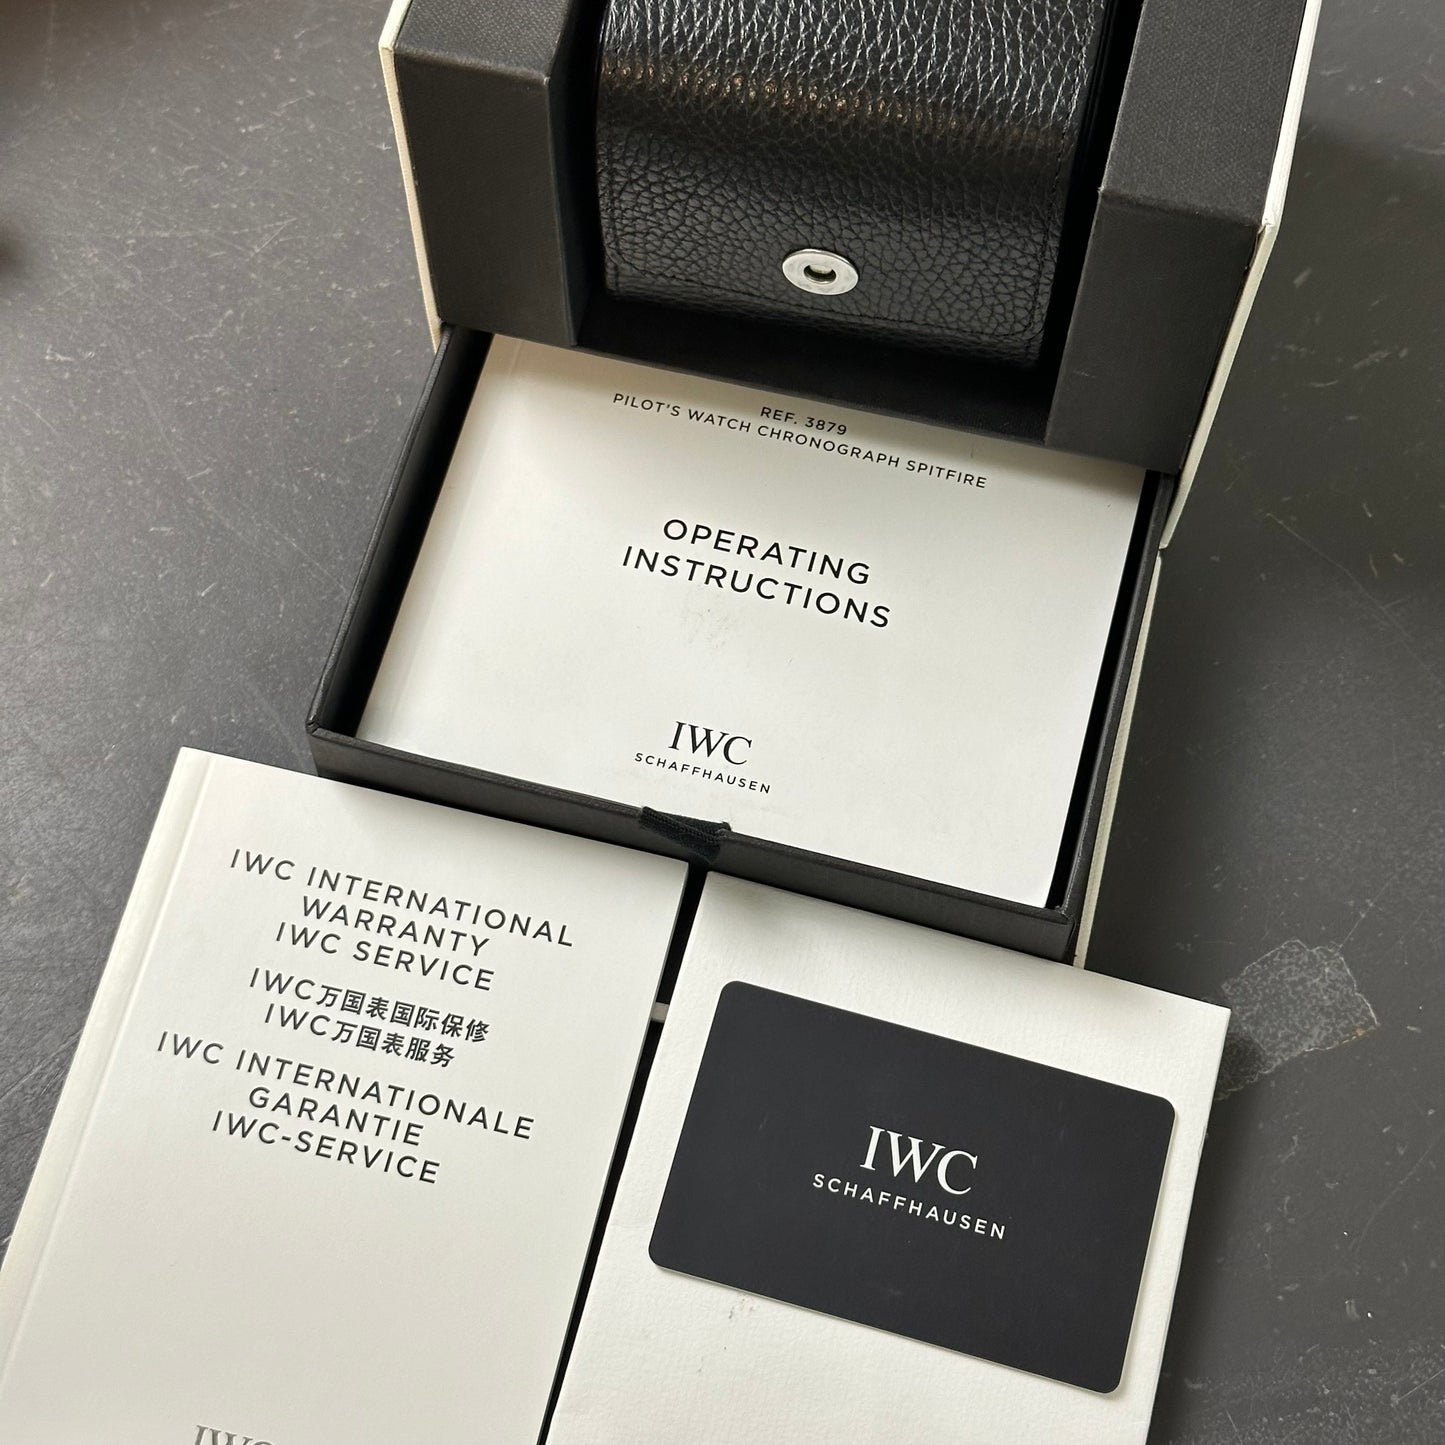 REF. 3879
PILOT'S WATCH CHRONOGRAPH SPITFIRE
OPERATING
INSTRUCTIONS
IWC
SCHAFFHAUSEN
IWC INTERNATIONAL
WARRANTY
IWC SERVICE
IWC万国表国际保修
IWC万国表服务
IWC INTERNATIONALE
GARANTIE
IWC-SERVICE
IWC
IWC
SCHAFFHAUSEN